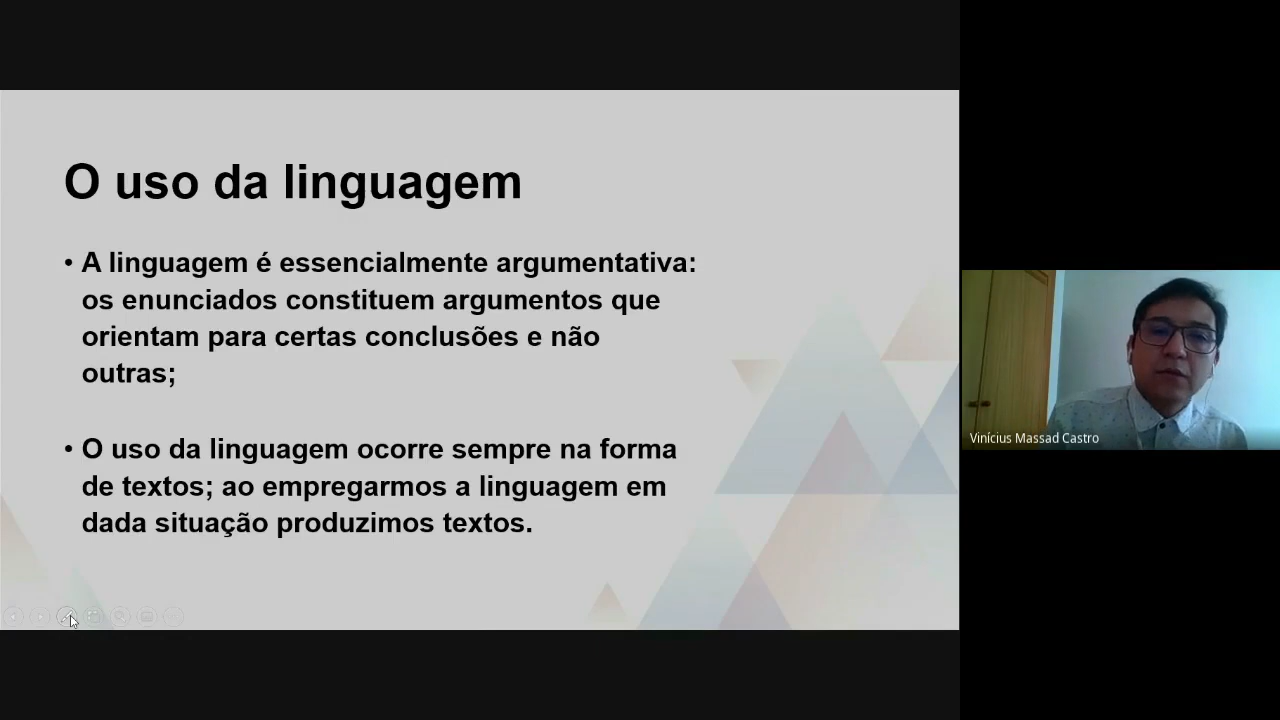 O uso da linguagem
• A linguagem é essencialmente argumentativa:
os enunciados constituem argumentos que
orientam para certas conclusões e não
outras;
• O uso da linguagem ocorre sempre na forma
de textos; ao empregarmos a linguagem em
dada situação produzimos textos.
Vinícius Massad Castro